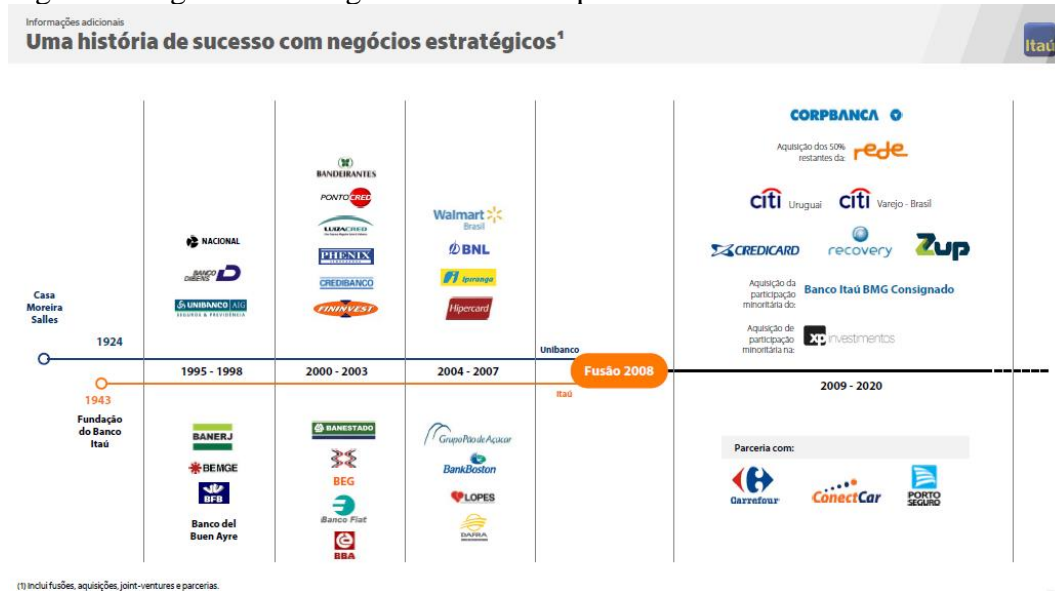 Informações adicionais
Uma história de sucesso com negócios estratégicos¹
Itaú
CORPBANCA
Aquisição dos 50%
restantes da:
rede
citi Uruguai
citi Varejo - Brasil
CREDICARD
recovery
Zup
Aquisição da
participação
minoritária do:
Banco Itaú BMG Consignado
Aquisição de
participação
minoritária na:
xp investimentos
BANDEIRANTES
PONTO CRED
LUIZACRED
PHENIX
CREDIBANCO
FININVEST
Walmart
Brasil
BNL
Ipiranga
Hipercard
NACIONAL
BANCO
DIBENS
UNIBANCO AIG
SEGUROS & PREVIDÊNCIA
Casa
Moreira
Salles
1924
Unibanco
1995 - 1998
2000 - 2003
2004 - 2007
Fusão 2008
2009 - 2020
Itaú
1943
Fundação
do Banco
Itaú
BANERJ
BEMGE
BFB
Banco del
Buen Ayre
BANESTADO
BEG
Banco Fiat
BBA
Grupo Pão de Açucar
BankBoston
LOPES
DAFRA
Parceria com:
Carrefour
ConectCar
PORTO
SEGURO
(1) Inclui fusões, aquisições, joint-ventures e parcerias.